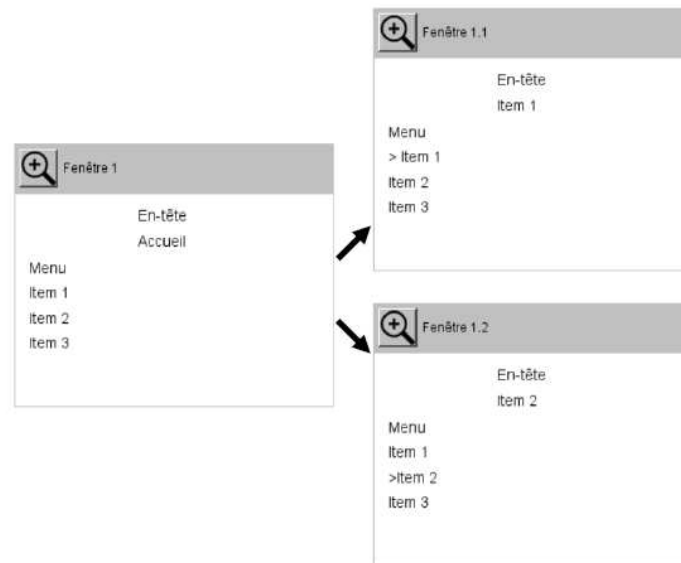 Fenêtre 1
En-tête
Accueil
Menu
Item 1
Item 2
Item 3
Fenêtre 1.1
En-tête
Item 1
Menu
> Item 1
Item 2
Item 3
Fenêtre 1.2
En-tête
Item 2
Menu
Item 1
>Item 2
Item 3